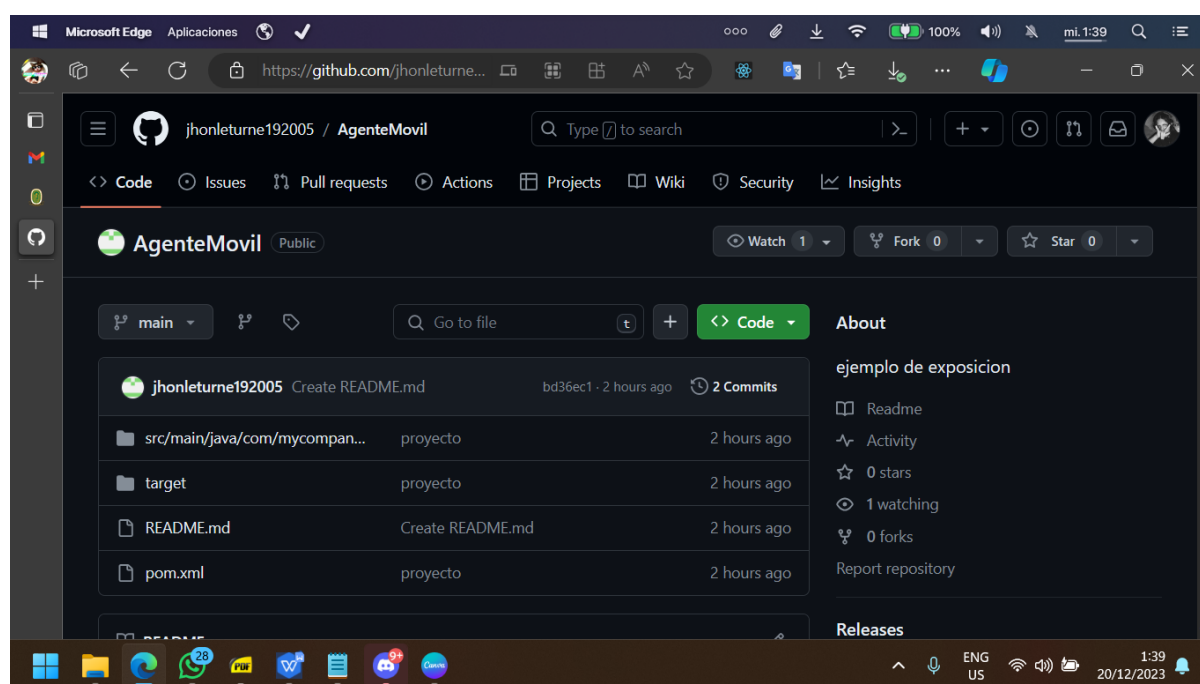 Microsoft Edge Aplicaciones 100% mi. 1:39
https://github.com/jhonleturne...
jhonleturne192005 / AgenteMovil Type / to search
Code Issues Pull requests Actions Projects Wiki Security Insights
AgenteMovil Public Watch 1 Fork 0 Star 0
main Go to file t Code About
ejemplo de exposicion
jhonleturne192005 Create README.md bd36ec1 · 2 hours ago 2 Commits
Readme
src/main/java/com/mycompan... proyecto 2 hours ago Activity
0 stars
target proyecto 2 hours ago
1 watching
README.md Create README.md 2 hours ago
0 forks
pom.xml proyecto 2 hours ago Report repository
README Releases
28 PDF W 9+ Canva ENG 1:39
US 20/12/2023